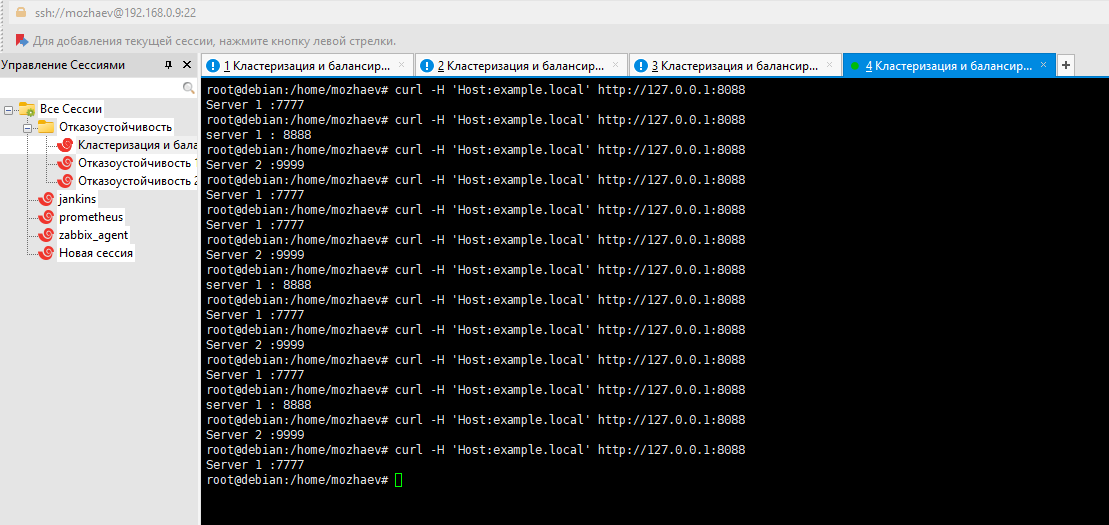 ssh://mozhaev@192.168.0.9:22
Для добавления текущей сессии, нажмите кнопку левой стрелки.
Управление Сессиями
1 Кластеризация и балансир...
2 Кластеризация и балансир...
3 Кластеризация и балансир...
4 Кластеризация и балансир...
Все Сессии
Отказоустойчивость
Кластеризация и бала
Отказоустойчивость 1
Отказоустойчивость 2
jankins
prometheus
zabbix_agent
Новая сессия
root@debian:/home/mozhaev# curl -H 'Host:example.local' http://127.0.0.1:8088
Server 1 :7777
root@debian:/home/mozhaev# curl -H 'Host:example.local' http://127.0.0.1:8088
server 1 : 8888
root@debian:/home/mozhaev# curl -H 'Host:example.local' http://127.0.0.1:8088
Server 2 :9999
root@debian:/home/mozhaev# curl -H 'Host:example.local' http://127.0.0.1:8088
Server 1 :7777
root@debian:/home/mozhaev# curl -H 'Host:example.local' http://127.0.0.1:8088
Server 1 :7777
root@debian:/home/mozhaev# curl -H 'Host:example.local' http://127.0.0.1:8088
Server 2 :9999
root@debian:/home/mozhaev# curl -H 'Host:example.local' http://127.0.0.1:8088
server 1 : 8888
root@debian:/home/mozhaev# curl -H 'Host:example.local' http://127.0.0.1:8088
Server 1 :7777
root@debian:/home/mozhaev# curl -H 'Host:example.local' http://127.0.0.1:8088
Server 2 :9999
root@debian:/home/mozhaev# curl -H 'Host:example.local' http://127.0.0.1:8088
Server 1 :7777
root@debian:/home/mozhaev# curl -H 'Host:example.local' http://127.0.0.1:8088
server 1 : 8888
root@debian:/home/mozhaev# curl -H 'Host:example.local' http://127.0.0.1:8088
Server 2 :9999
root@debian:/home/mozhaev# curl -H 'Host:example.local' http://127.0.0.1:8088
Server 1 :7777
root@debian:/home/mozhaev#